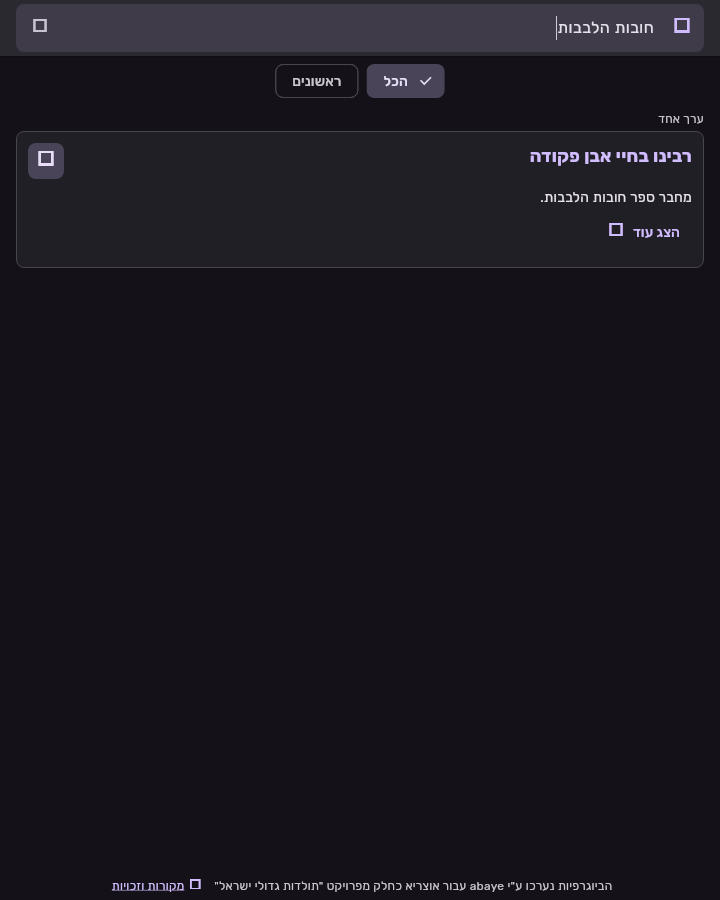 חובות הלבבות
הכל
ראשונים
ערך אחד
רבינו בחיי אבן פקודה
מחבר ספר חובות הלבבות.
הצג עוד
הביוגרפיות נערכו ע"י abaye עבור אוצריא כחלק מפרויקט "תולדות גדולי ישראל" מקורות וזכויות